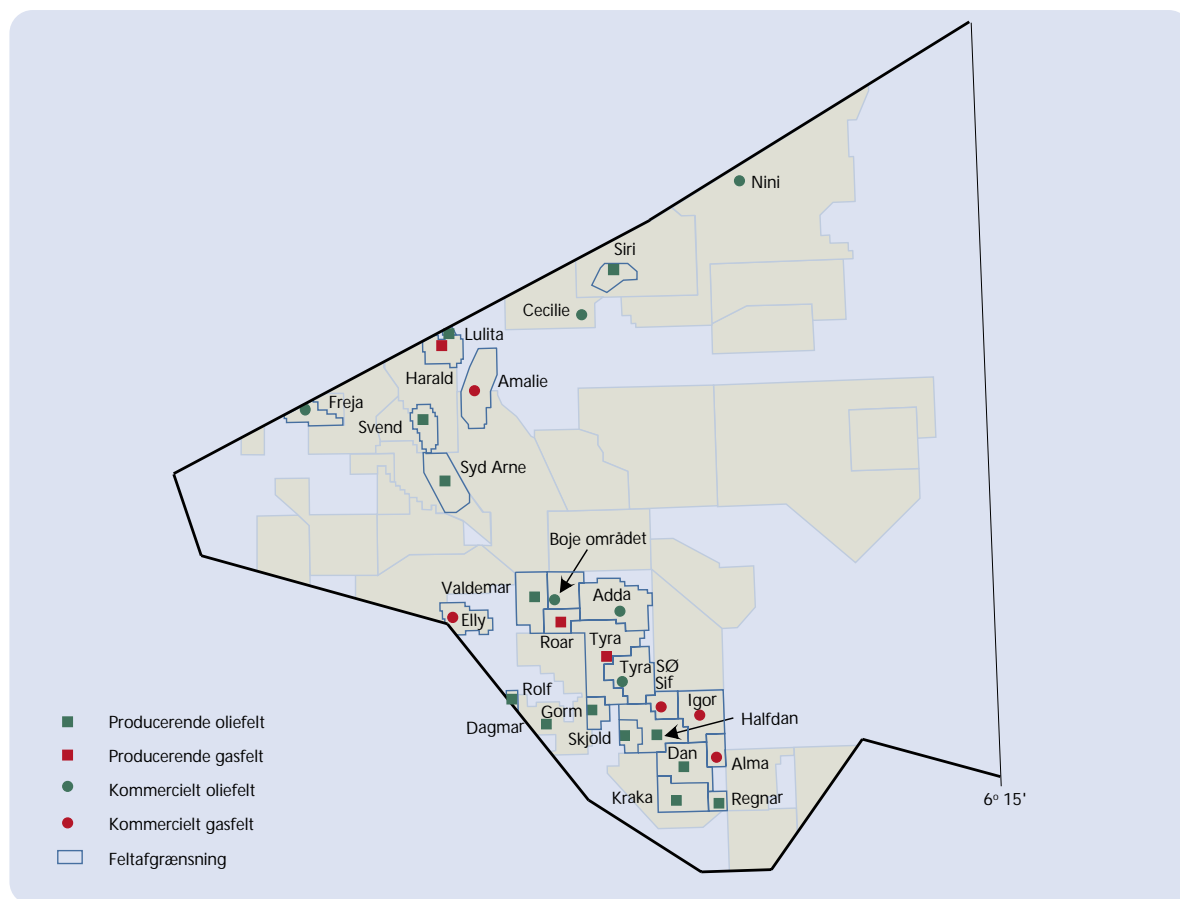 Nini
Siri
Cecilie
Lulita
Harald
Amalie
Freja
Svend
Syd Arne
Boje området
Valdemar
Adda
Elly
Roar
Tyra
Tyra SØ
Sif
Rolf
Igor
Gorm
Dagmar
Skjold
Halfdan
Dan
Alma
Kraka
Regnar
6º 15'
Producerende oliefelt
Producerende gasfelt
Kommercielt oliefelt
Kommercielt gasfelt
Feltafgrænsning